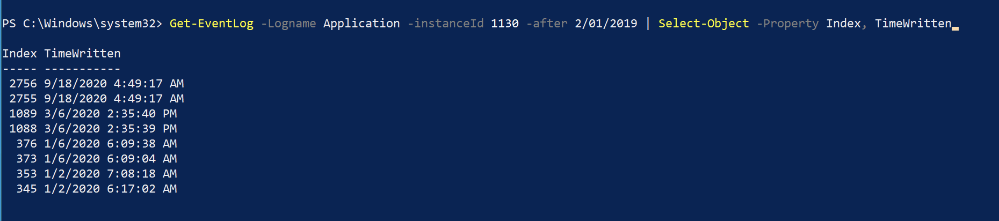 PS C:\Windows\system32> Get-EventLog -Logname Application -instanceId 1130 -after 2/01/2019 | Select-Object -Property Index, TimeWritten
Index TimeWritten
----- -----------
2756 9/18/2020 4:49:17 AM
2755 9/18/2020 4:49:17 AM
1089 3/6/2020 2:35:40 PM
1088 3/6/2020 2:35:39 PM
376 1/6/2020 6:09:38 AM
373 1/6/2020 6:09:04 AM
353 1/2/2020 7:08:18 AM
345 1/2/2020 6:17:02 AM